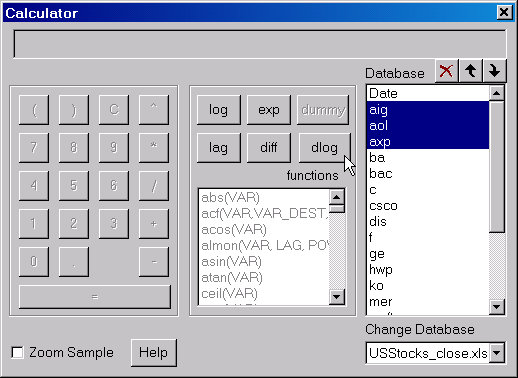 Calculator
Database
( ) C ^
7 8 9 *
4 5 6 /
1 2 3 +
0 . -
=
log exp dummy
lag diff dlog
functions
abs(VAR)
acf(VAR,VAR_DEST,
acos(VAR)
almon(VAR, LAG, POV
asin(VAR)
atan(VAR)
ceil(VAR)
Date
aig
aol
axp
ba
bac
c
csco
dis
f
ge
hwp
ko
mer
Change Database
USStocks_close.xls
Zoom Sample
Help